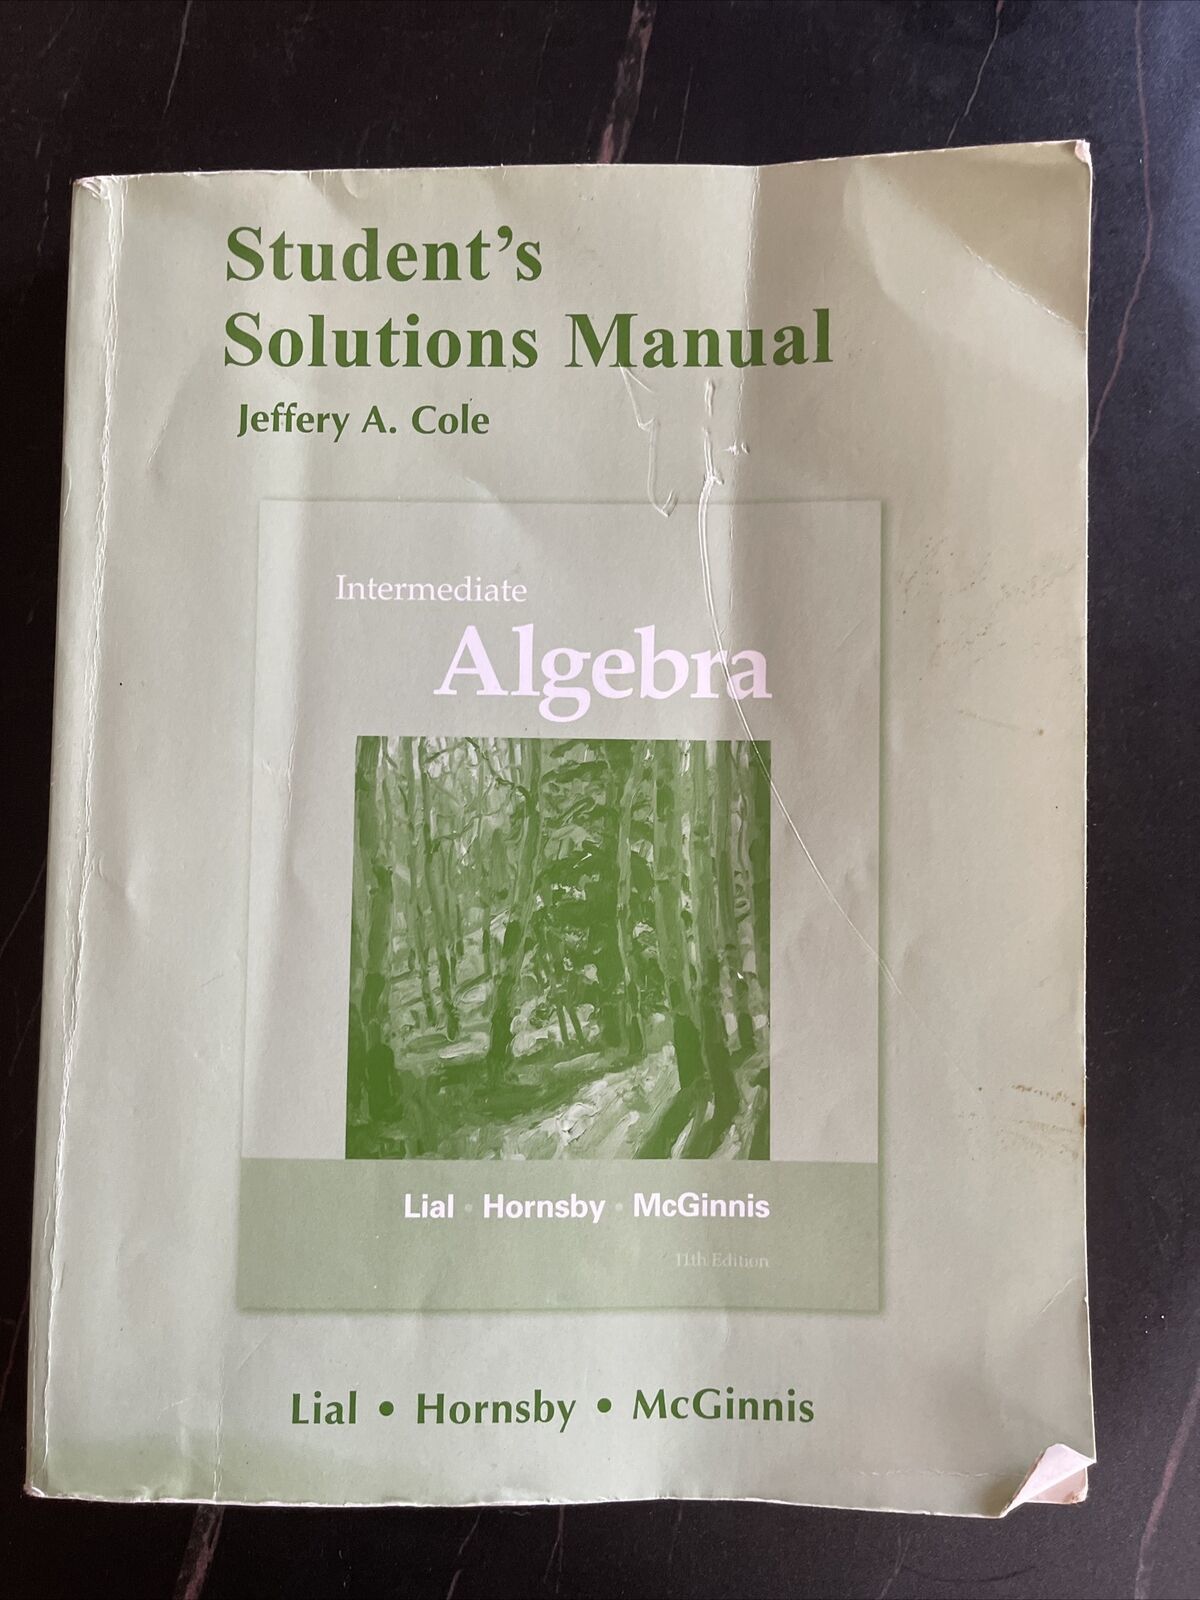 Student's
Solutions Manual
Jeffery A. Cole
Intermediate
Algebra
Lial • Hornsby • McGinnis
11th Edition
Lial • Hornsby • McGinnis